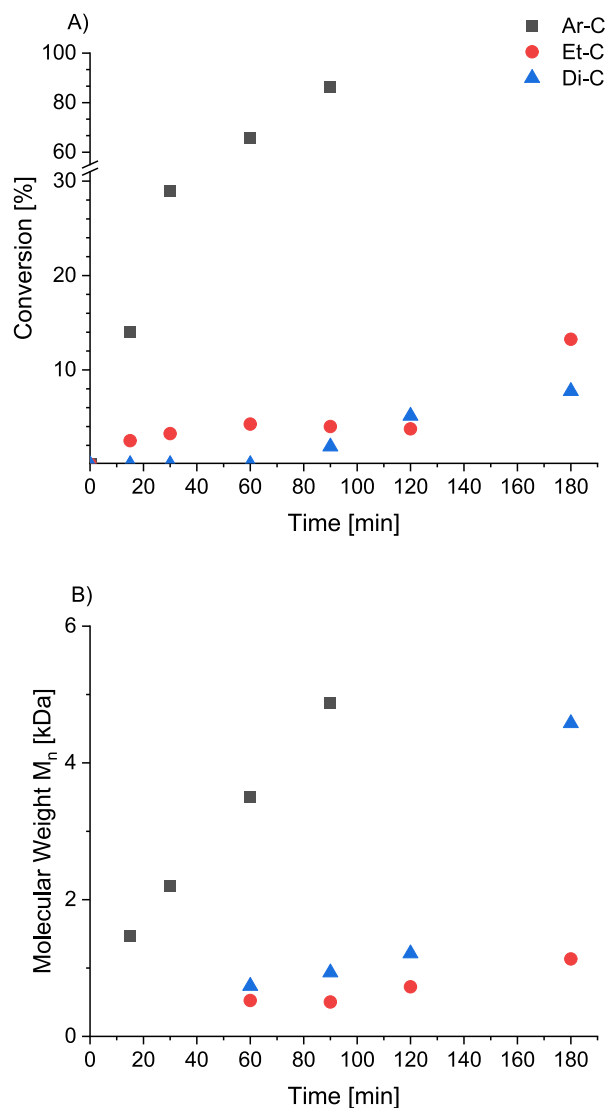 A)
Ar-C
Et-C
Di-C
100
80
60
30
20
10
Conversion [%]
0 20 40 60 80 100 120 140 160 180
Time [min]
B)
6
4
2
0
Molecular Weight Mn [kDa]
0 20 40 60 80 100 120 140 160 180
Time [min]